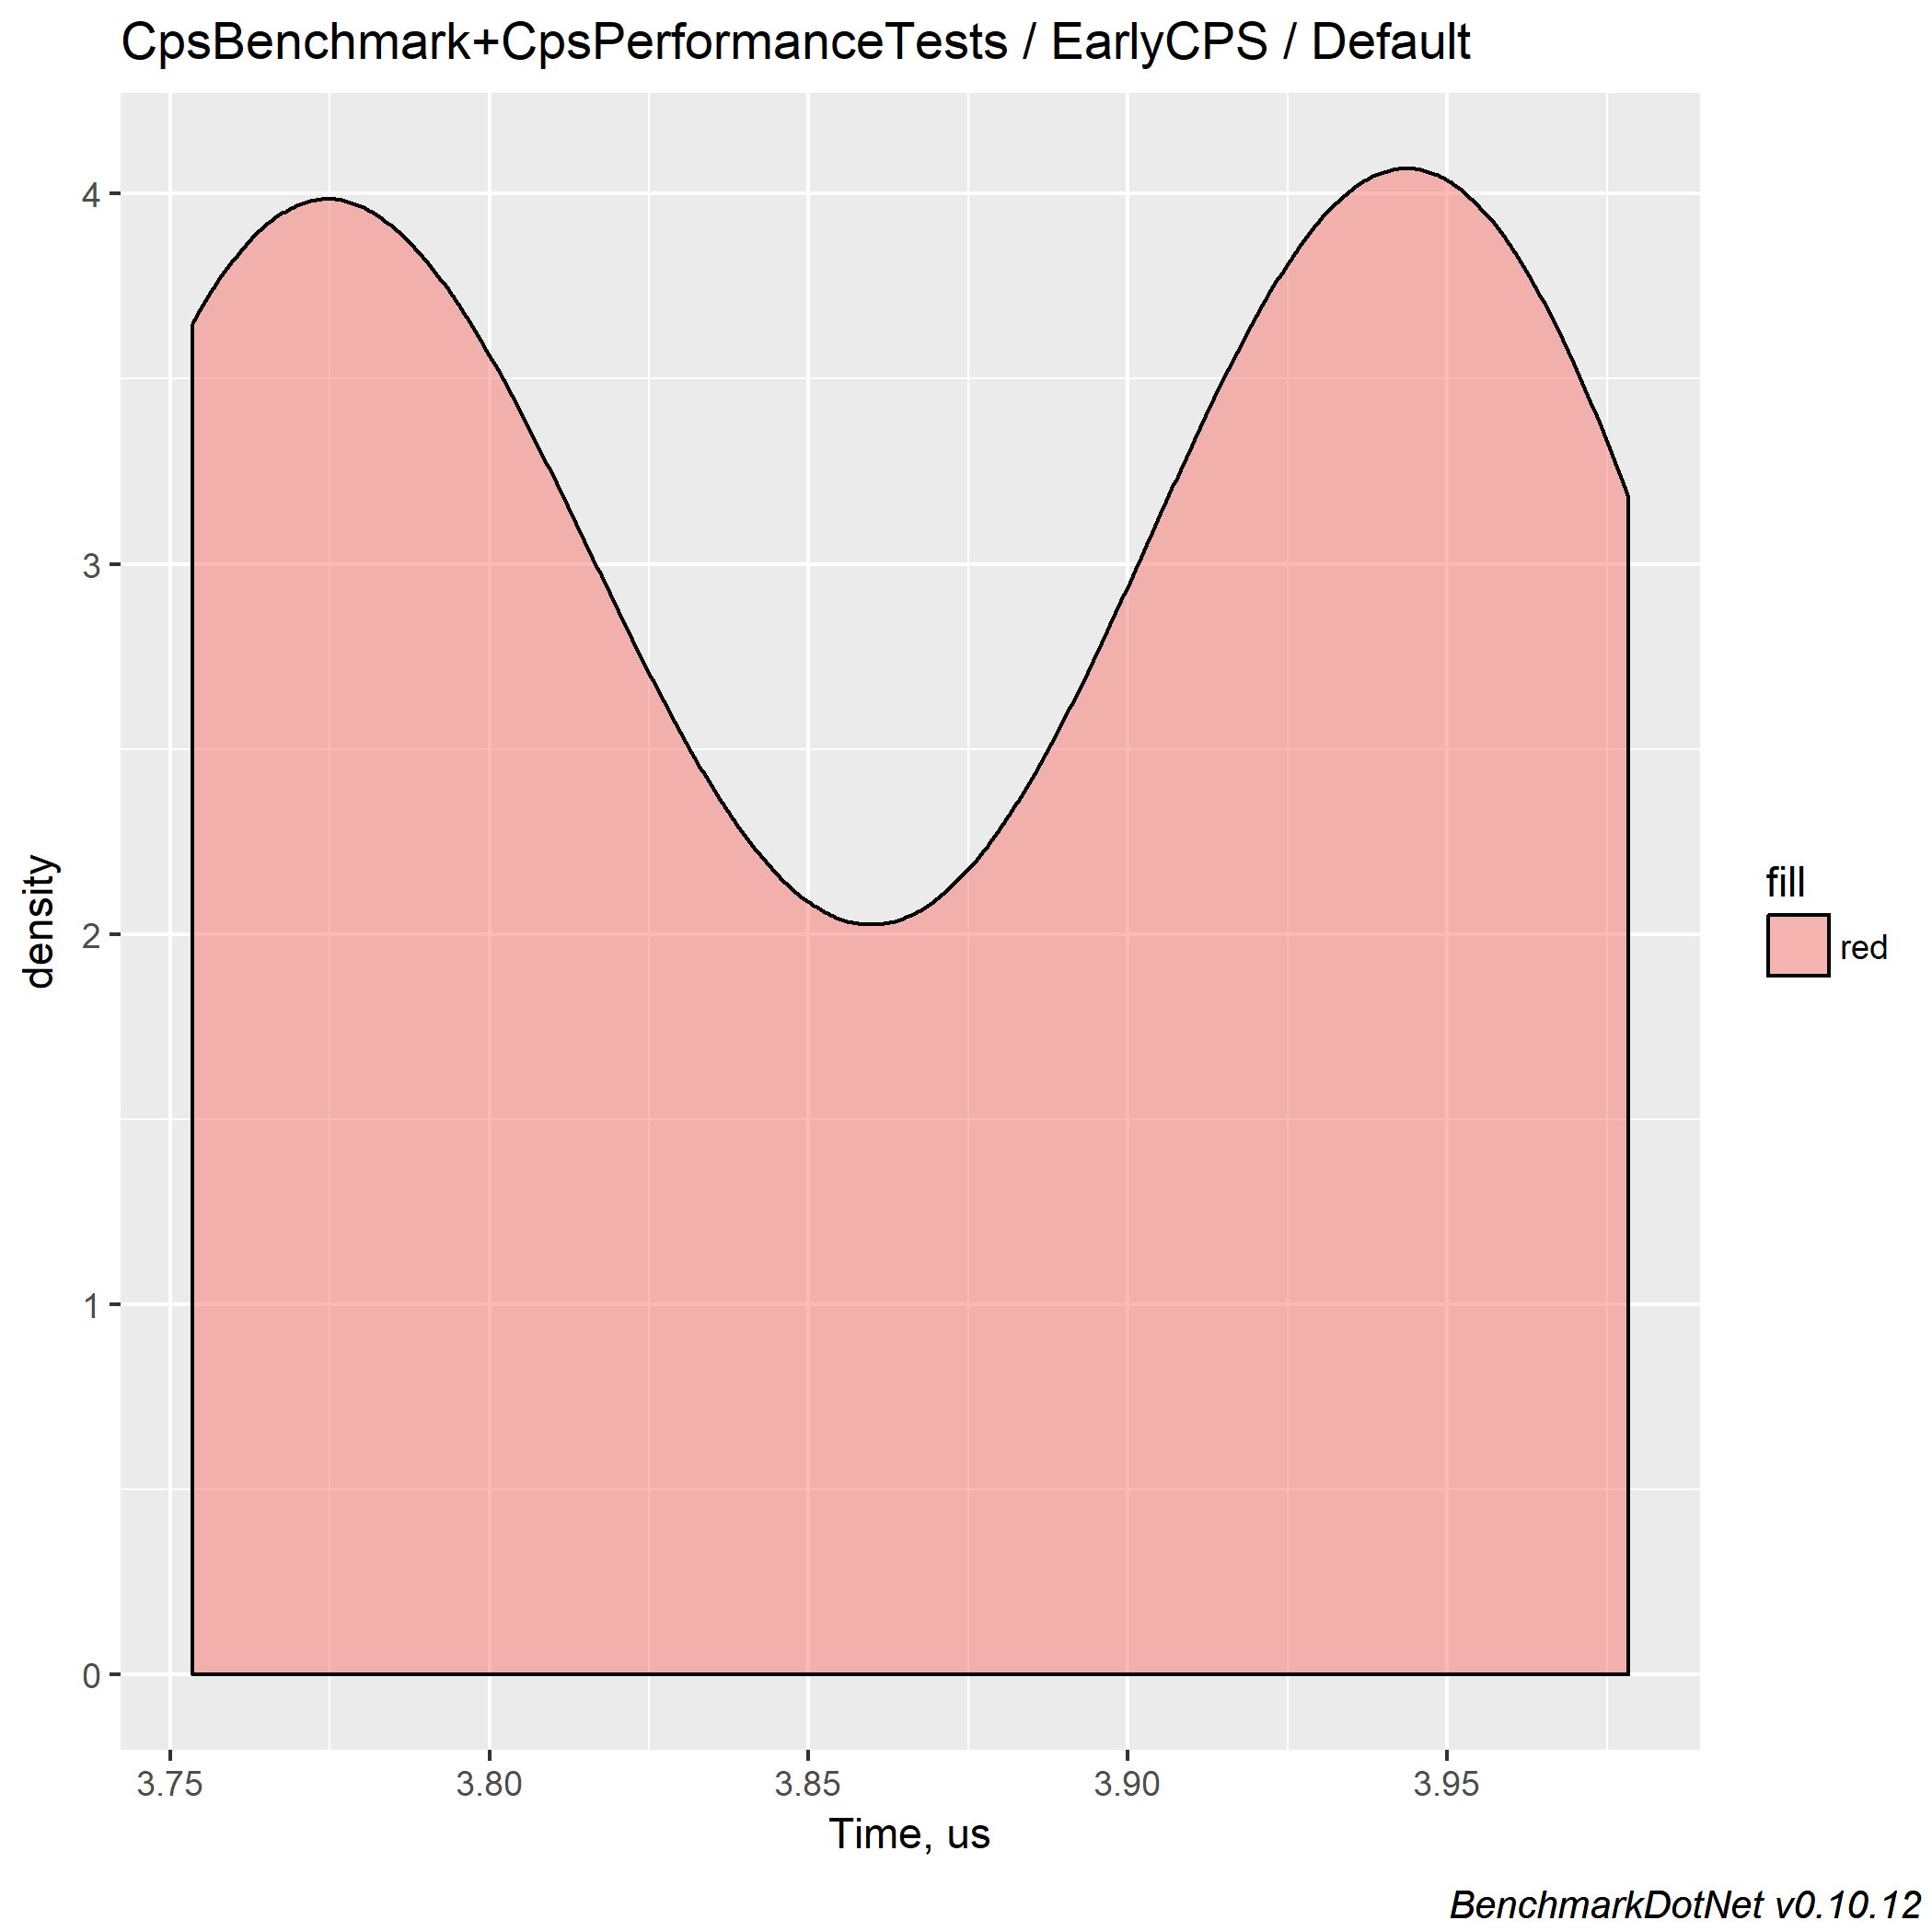 CpsBenchmark+CpsPerformanceTests / EarlyCPS / Default
4
3
2
1
0
density
3.75 3.80 3.85 3.90 3.95
Time, us
fill
red
BenchmarkDotNet v0.10.12